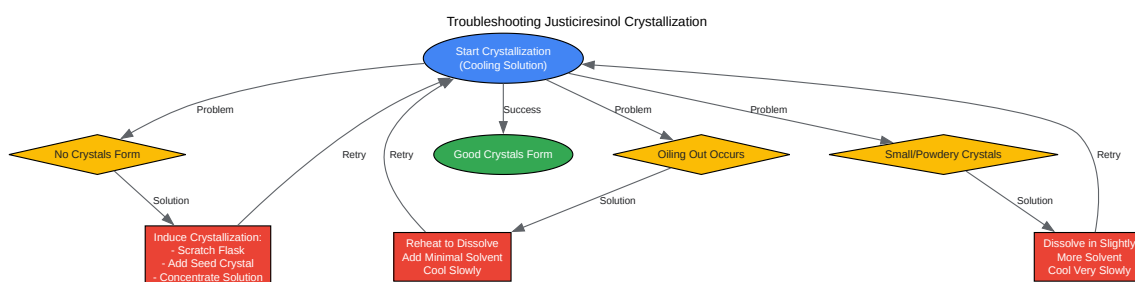 Troubleshooting Justiciresinol Crystallization
Start Crystallization
(Cooling Solution)
Problem
Success
Problem
Problem
No Crystals Form
Retry
Retry
Good Crystals Form
Oiling Out Occurs
Small/Powdery Crystals
Retry
Solution
Solution
Solution
Induce Crystallization:
- Scratch Flask
- Add Seed Crystal
- Concentrate Solution
Reheat to Dissolve
Add Minimal Solvent
Cool Slowly
Dissolve in Slightly
More Solvent
Cool Very Slowly